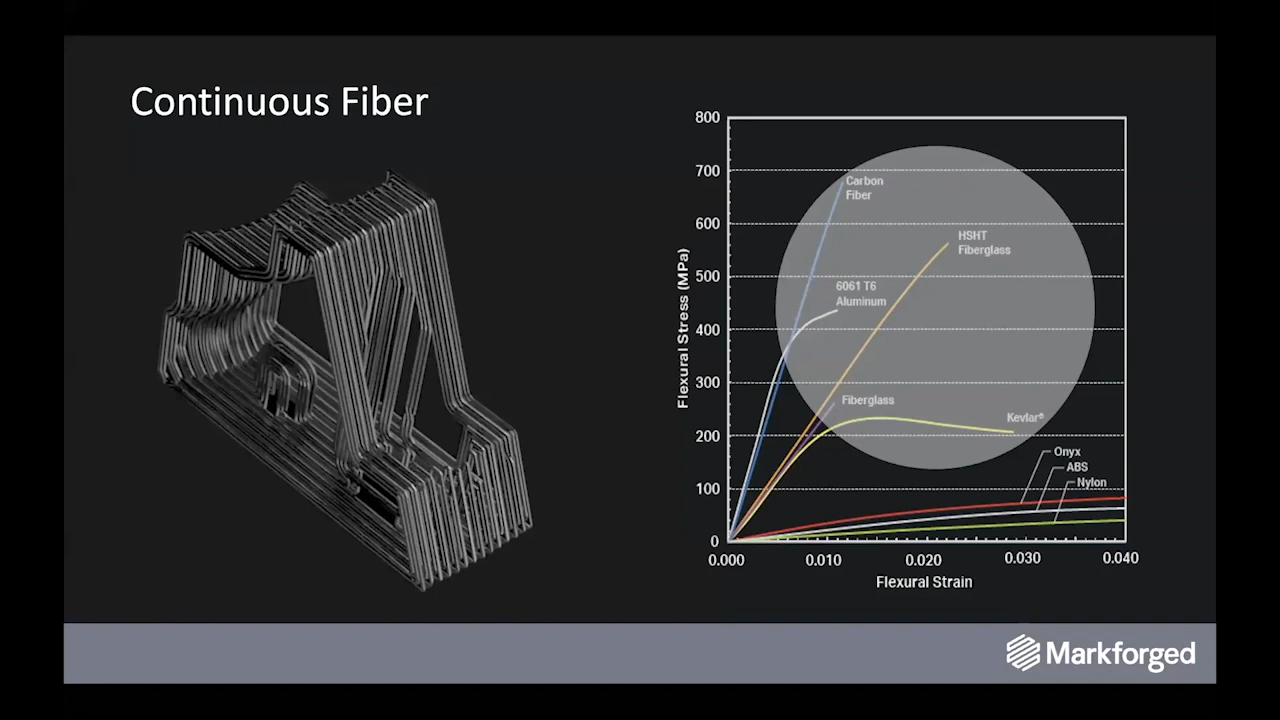 Continuous Fiber
800
700
600
500
400
300
200
100
0
Flexural Stress (MPa)
Carbon
Fiber
HSHT
Fiberglass
6061 T6
Aluminum
Fiberglass
Kevlar®
Onyx
ABS
Nylon
0.000 0.010 0.020 0.030 0.040
Flexural Strain
Markforged